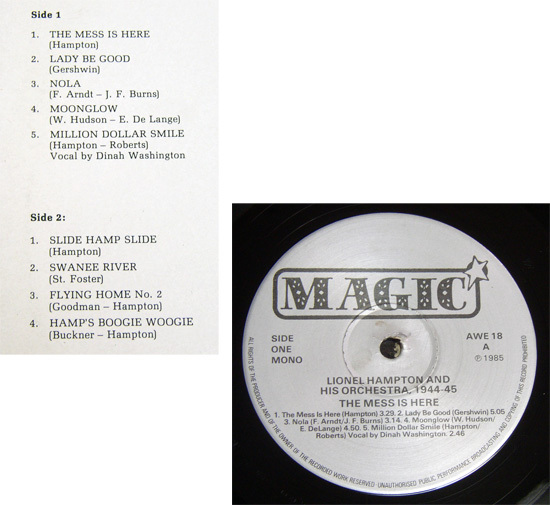 Side 1
1. THE MESS IS HERE
(Hampton)
2. LADY BE GOOD
(Gershwin)
3. NOLA
(F. Arndt – J. F. Burns)
4. MOONGLOW
(W. Hudson – E. De Lange)
5. MILLION DOLLAR SMILE
(Hampton – Roberts)
Vocal by Dinah Washington
Side 2:
1. SLIDE HAMP SLIDE
(Hampton)
2. SWANEE RIVER
(St. Foster)
3. FLYING HOME No. 2
(Goodman – Hampton)
4. HAMP'S BOOGIE WOOGIE
(Buckner – Hampton)
MAGIC
SIDE
ONE
MONO
AWE 18
A
℗ 1985
LIONEL HAMPTON AND
HIS ORCHESTRA, 1944-45
THE MESS IS HERE
1. The Mess Is Here (Hampton) 3.29. 2. Lady Be Good (Gershwin) 5.05
3. Nola (F. Arndt/J. F. Burns) 3.14. 4. Moonglow (W. Hudson/
E. DeLange) 4.50. 5. Million Dollar Smile (Hampton/
Roberts) Vocal by Dinah Washington. 2.46
ALL RIGHTS OF THE PRODUCER AND OF THE OWNER OF THE RECORDED WORK RESERVED · UNAUTHORISED PUBLIC PERFORMANCE BROADCASTING AND COPYING OF THIS RECORD PROHIBITED